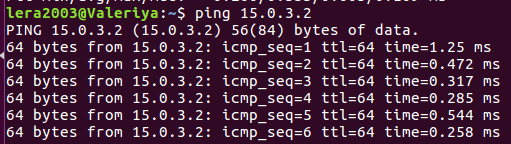 lera2003@Valeriya:~$ ping 15.0.3.2
PING 15.0.3.2 (15.0.3.2) 56(84) bytes of data.
64 bytes from 15.0.3.2: icmp_seq=1 ttl=64 time=1.25 ms
64 bytes from 15.0.3.2: icmp_seq=2 ttl=64 time=0.472 ms
64 bytes from 15.0.3.2: icmp_seq=3 ttl=64 time=0.317 ms
64 bytes from 15.0.3.2: icmp_seq=4 ttl=64 time=0.285 ms
64 bytes from 15.0.3.2: icmp_seq=5 ttl=64 time=0.544 ms
64 bytes from 15.0.3.2: icmp_seq=6 ttl=64 time=0.258 ms